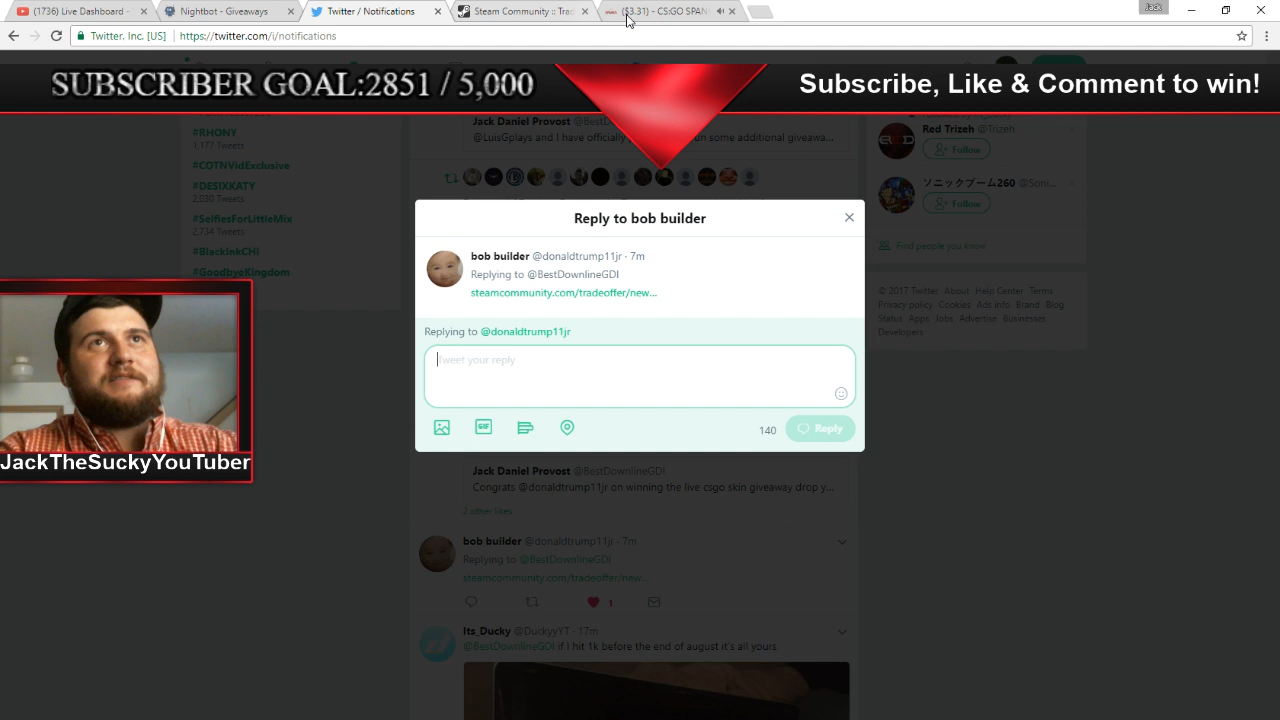 (1736) Live Dashboard -
Nightbot - Giveaways
Twitter / Notifications
Steam Community :: Tra
($3.31) - CS:GO SPAN
Jack
Twitter, Inc. [US]
https://twitter.com/i/notifications
SUBSCRIBER GOAL:2851 / 5,000
Subscribe, Like & Comment to win!
#RHONY
1,177 Tweets
#COTNVidExclusive
#DESIXKATY
2,030 Tweets
#SelfiesForLittleMix
2,734 Tweets
#BlackInkCHI
#GoodbyeKingdom
Jack Daniel Provost
@LuisGplays and I have officially
some additional giveawa...
Red Trizeh @Trizeh
Follow
ソニックブーム260 @Soni...
Follow
Find people you know
© 2017 Twitter About Help Center Terms
Privacy policy Cookies Ads info Brand Blog
Status Apps Jobs Advertise Businesses
Developers
Reply to bob builder
bob builder @donaldtrump11jr · 7m
Replying to @BestDownlineGDI
steamcommunity.com/tradeoffer/new...
Replying to @donaldtrump11jr
Tweet your reply
GIF
140
Reply
JackTheSuckyYouTuber
Jack Daniel Provost @BestDownlineGDI
Congrats @donaldtrump11jr on winning the live csgo skin giveaway drop y...
2 other likes
bob builder @donaldtrump11jr · 7m
Replying to @BestDownlineGDI
steamcommunity.com/tradeoffer/new...
1
Its_Ducky @DuckyyYT · 17m
@BestDownlineGDI if I hit 1k before the end of august it's all yours